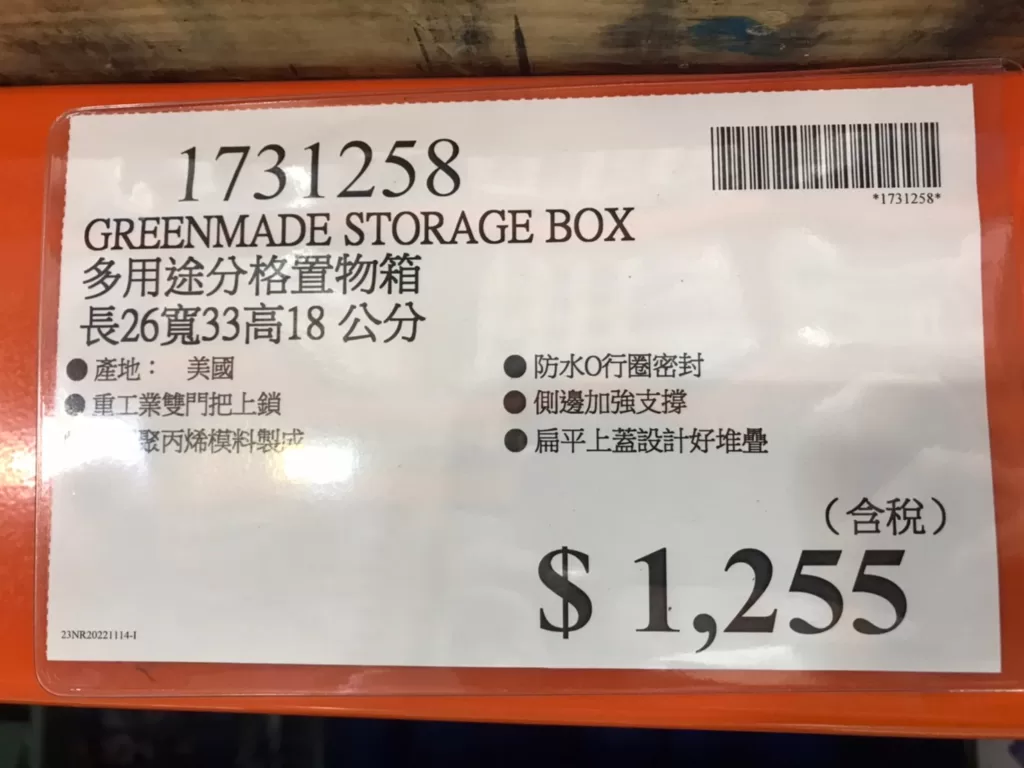 1731258
*1731258*
GREENMADE STORAGE BOX
多用途分格置物箱
長26寬33高18 公分
●產地： 美國
●重工業雙門把上鎖
聚丙烯模料製成
●防水O行圈密封
●側邊加強支撐
●扁平上蓋設計好堆疊
（含稅）
$ 1,255
23NR20221114-I